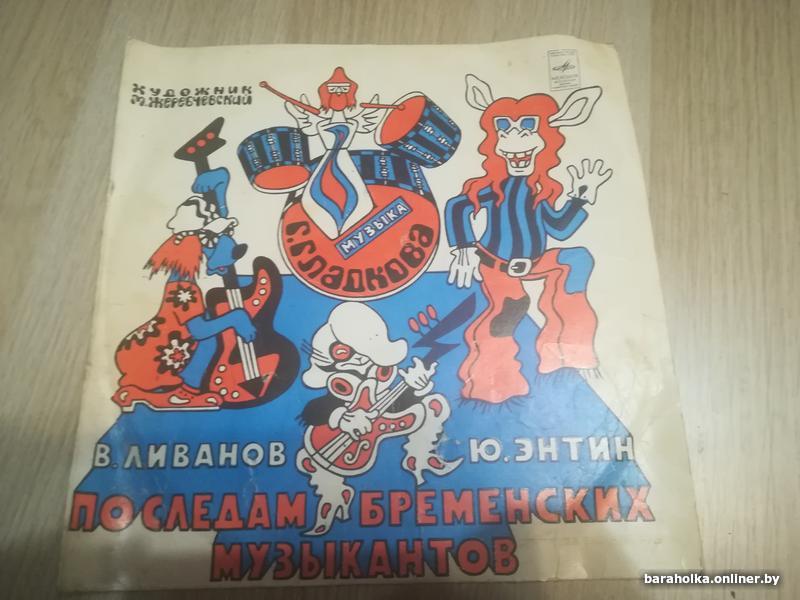 ХУДОЖНИК
М.ЖЕРЕБЧЕВСКИЙ
МУЗЫКА
Г.ГЛАДКОВА
В.ЛИВАНОВ Ю.ЭНТИН
ПО СЛЕДАМ БРЕМЕНСКИХ
МУЗЫКАНТОВ
baraholka.onliner.by